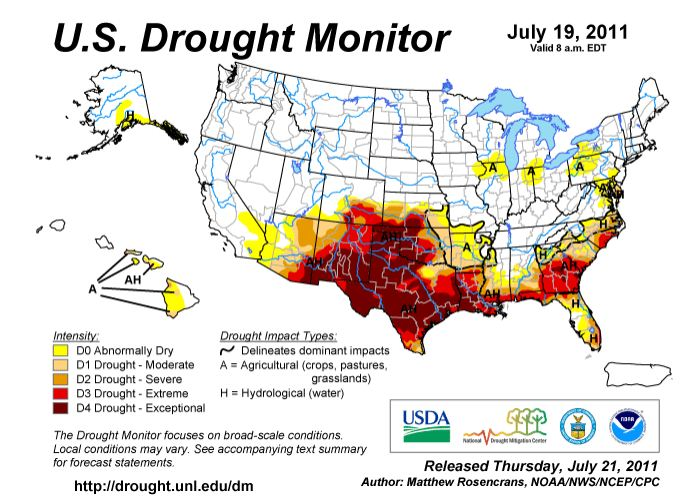 U.S. Drought Monitor
July 19, 2011
Valid 8 a.m. EDT
H
A
A
A
A
AH
A
H
H
AH
AH
AH
AH
AH
H
A
AH
Intensity:
D0 Abnormally Dry
D1 Drought - Moderate
D2 Drought - Severe
D3 Drought - Extreme
D4 Drought - Exceptional
Drought Impact Types:
Delineates dominant impacts
A = Agricultural (crops, pastures,
grasslands)
H = Hydrological (water)
USDA
National Drought Mitigation Center
NOAA
The Drought Monitor focuses on broad-scale conditions.
Local conditions may vary. See accompanying text summary
for forecast statements.
http://drought.unl.edu/dm
Released Thursday, July 21, 2011
Author: Matthew Rosencrans, NOAA/NWS/NCEP/CPC